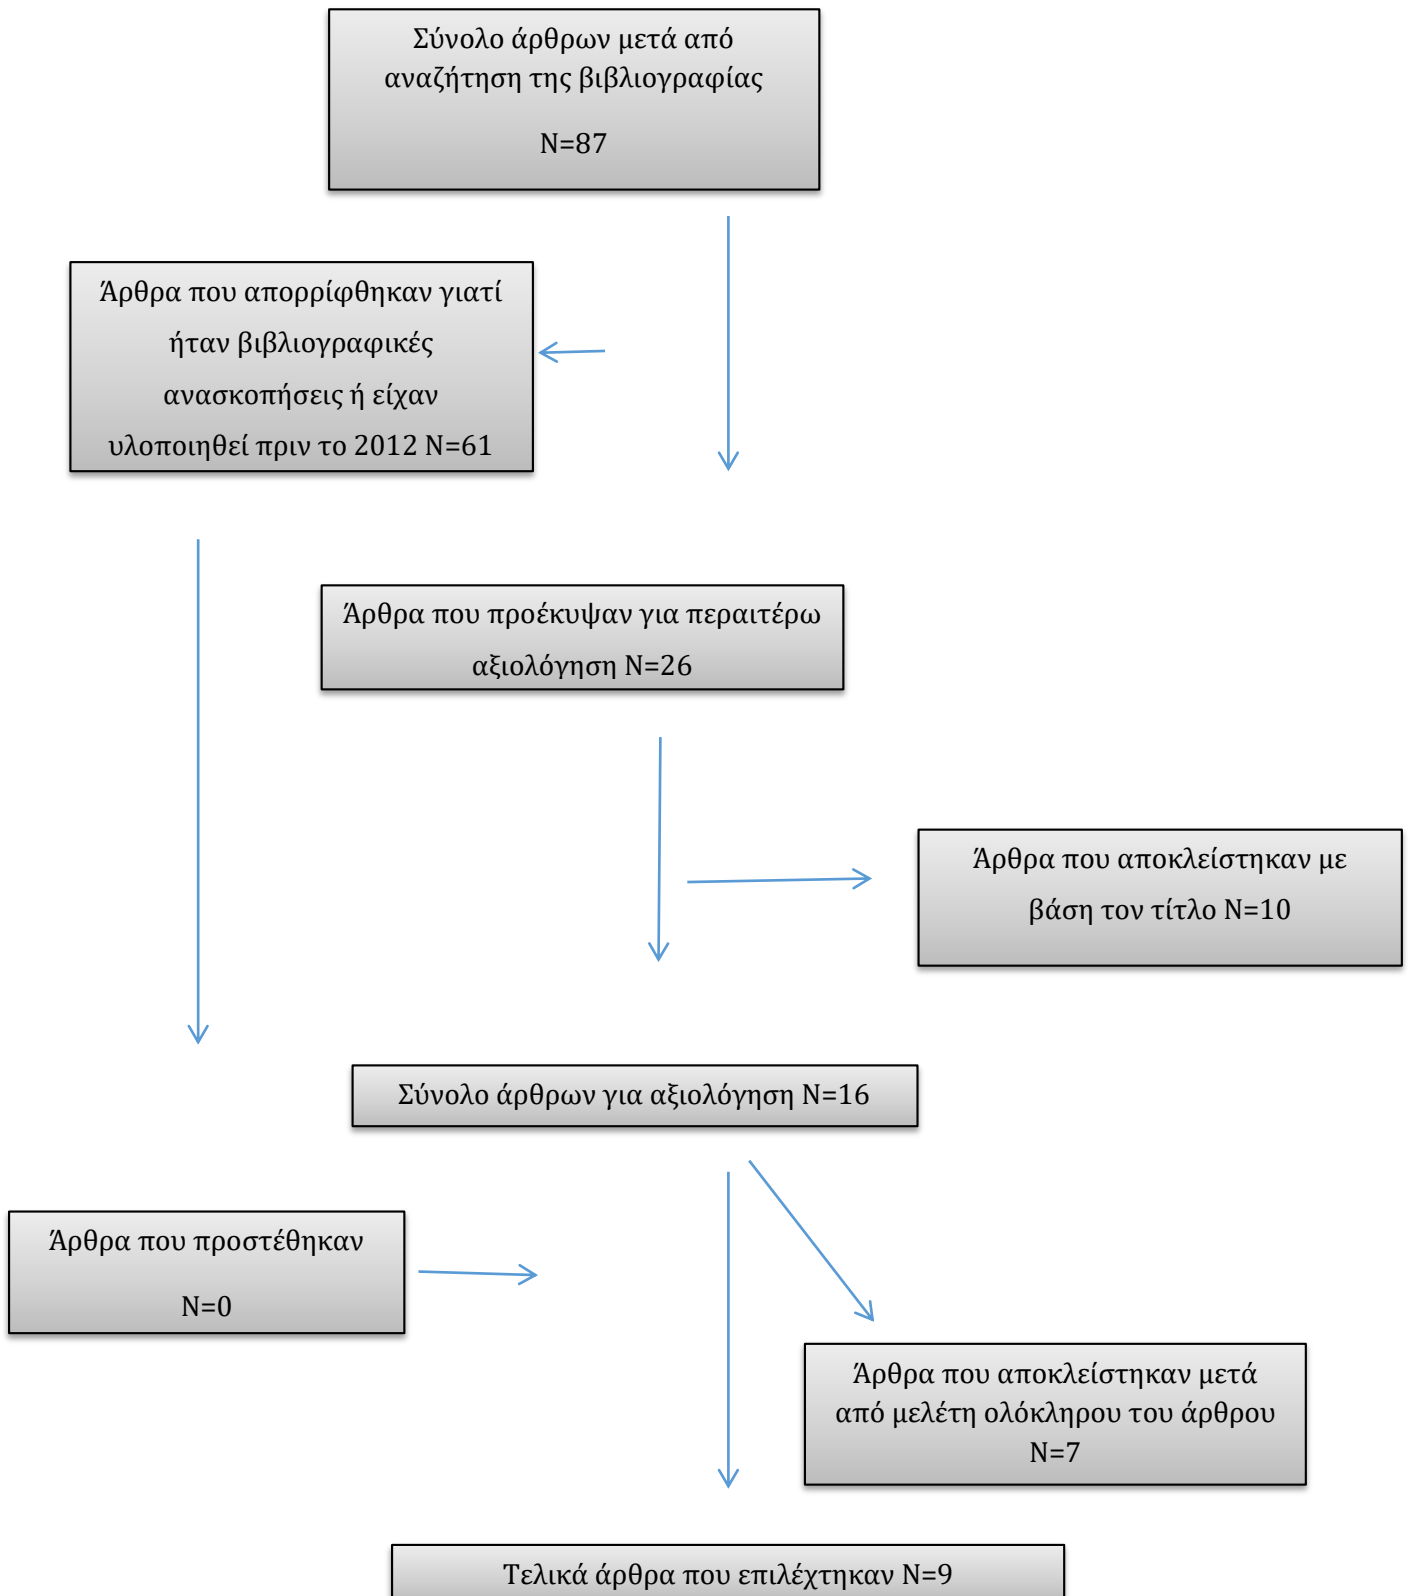 Σύνολο άρθρων μετά από
αναζήτηση της βιβλιογραφίας
N=87
Άρθρα που απορρίφθηκαν γιατί
ήταν βιβλιογραφικές
ανασκοπήσεις ή είχαν
υλοποιηθεί πριν το 2012 N=61
Άρθρα που προέκυψαν για περαιτέρω
αξιολόγηση N=26
Άρθρα που αποκλείστηκαν με
βάση τον τίτλο N=10
Σύνολο άρθρων για αξιολόγηση N=16
Άρθρα που προστέθηκαν
N=0
Άρθρα που αποκλείστηκαν μετά
από μελέτη ολόκληρου του άρθρου
N=7
Τελικά άρθρα που επιλέχτηκαν N=9